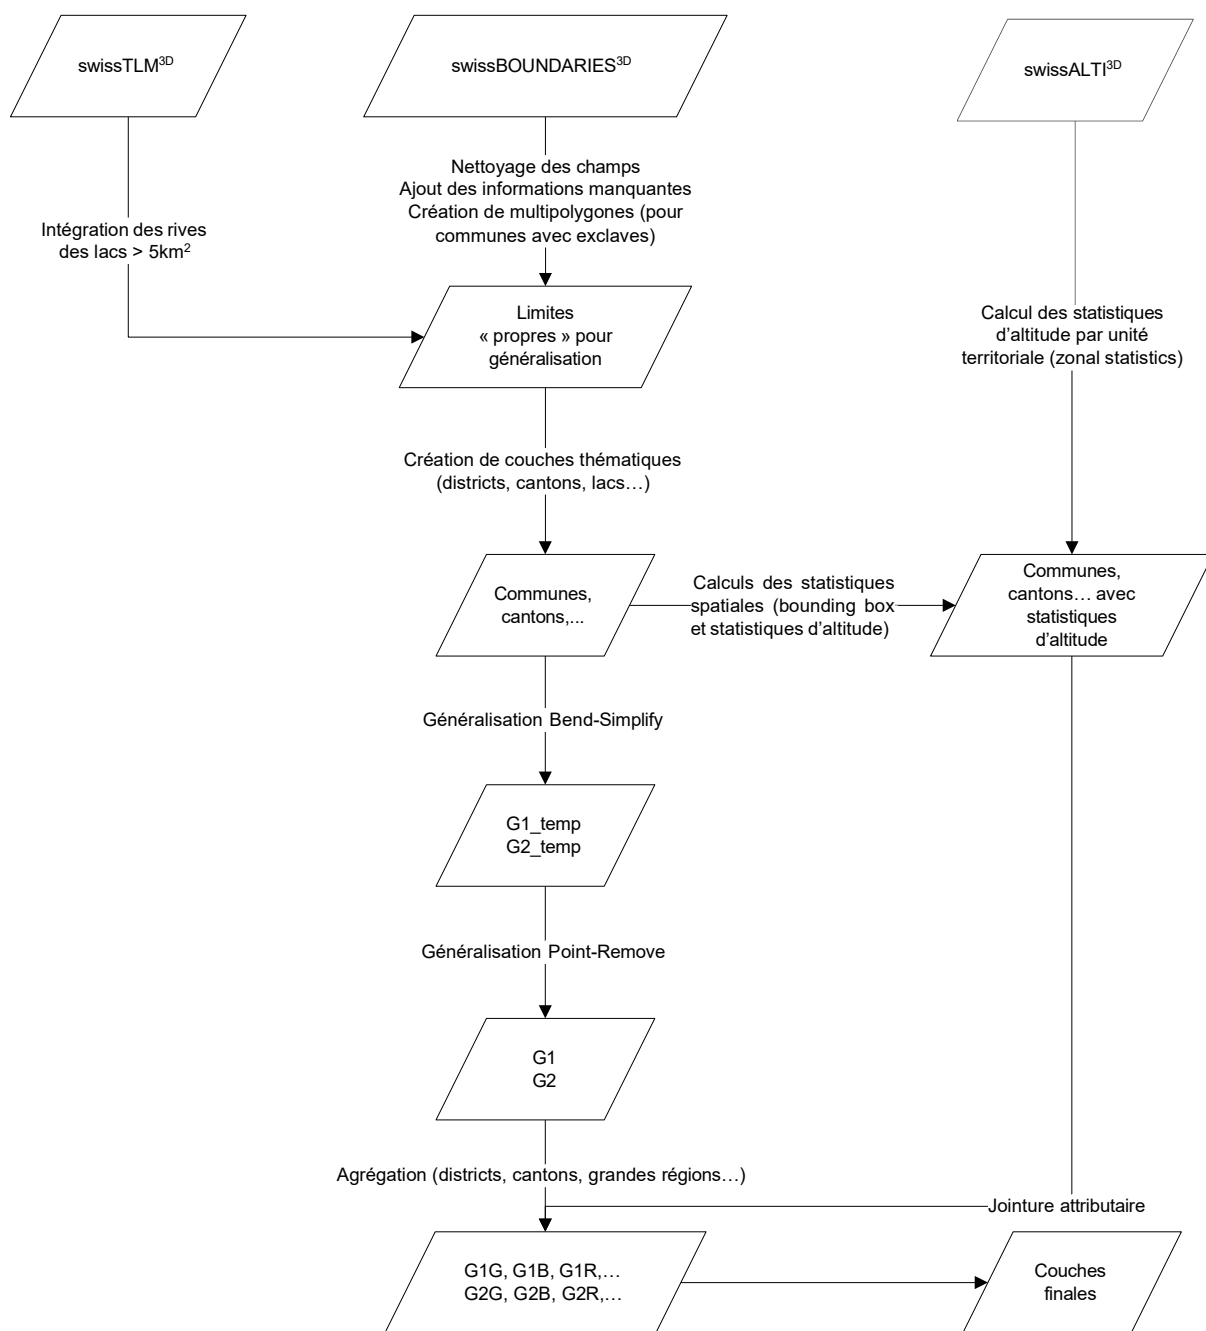 swissTLM3D
swissBOUNDARIES3D
swissALTI3D
Nettoyage des champs
Ajout des informations manquantes
Création de multipolygones (pour
communes avec exclaves)
Intégration des rives
des lacs > 5km2
Limites
« propres » pour
généralisation
Calcul des statistiques
d'altitude par unité
territoriale (zonal statistics)
Création de couches thématiques
(districts, cantons, lacs…)
Communes,
cantons,...
Calculs des statistiques
spatiales (bounding box
et statistiques d'altitude)
Communes,
cantons… avec
statistiques
d'altitude
Généralisation Bend-Simplify
G1_temp
G2_temp
Généralisation Point-Remove
G1
G2
Agrégation (districts, cantons, grandes régions…)
Jointure attributaire
G1G, G1B, G1R,…
G2G, G2B, G2R,…
Couches
finales